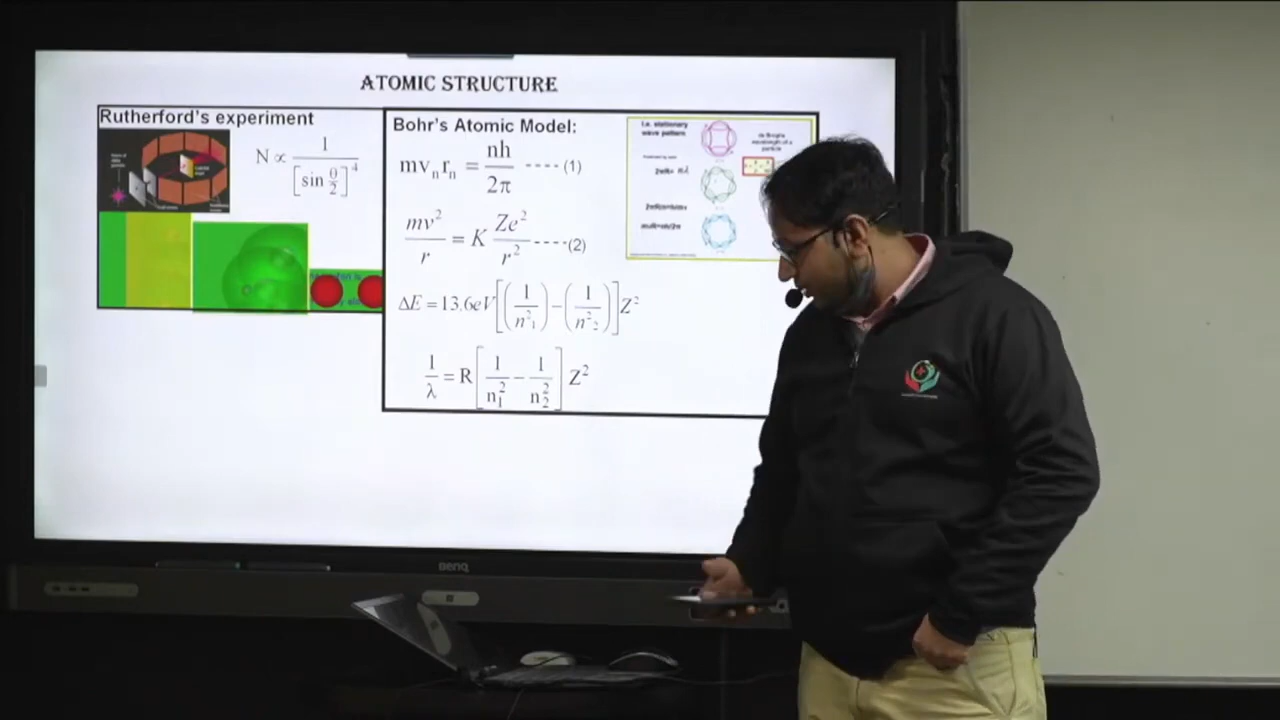 ATOMIC STRUCTURE
Rutherford's experiment
N ∝ 1 / [sin θ/2]^4
Bohr's Atomic Model:
mvₙrₙ = nh / 2π ---- (1)
mv² / r = K Ze² / r² ---- (2)
ΔE = 13.6eV [(1 / n²₁) − (1 / n²₂)] Z²
1 / λ = R [1 / n₁² − 1 / n₂²] Z²
i.e. stationary
wave pattern
wavelength of a
particle
BenQ